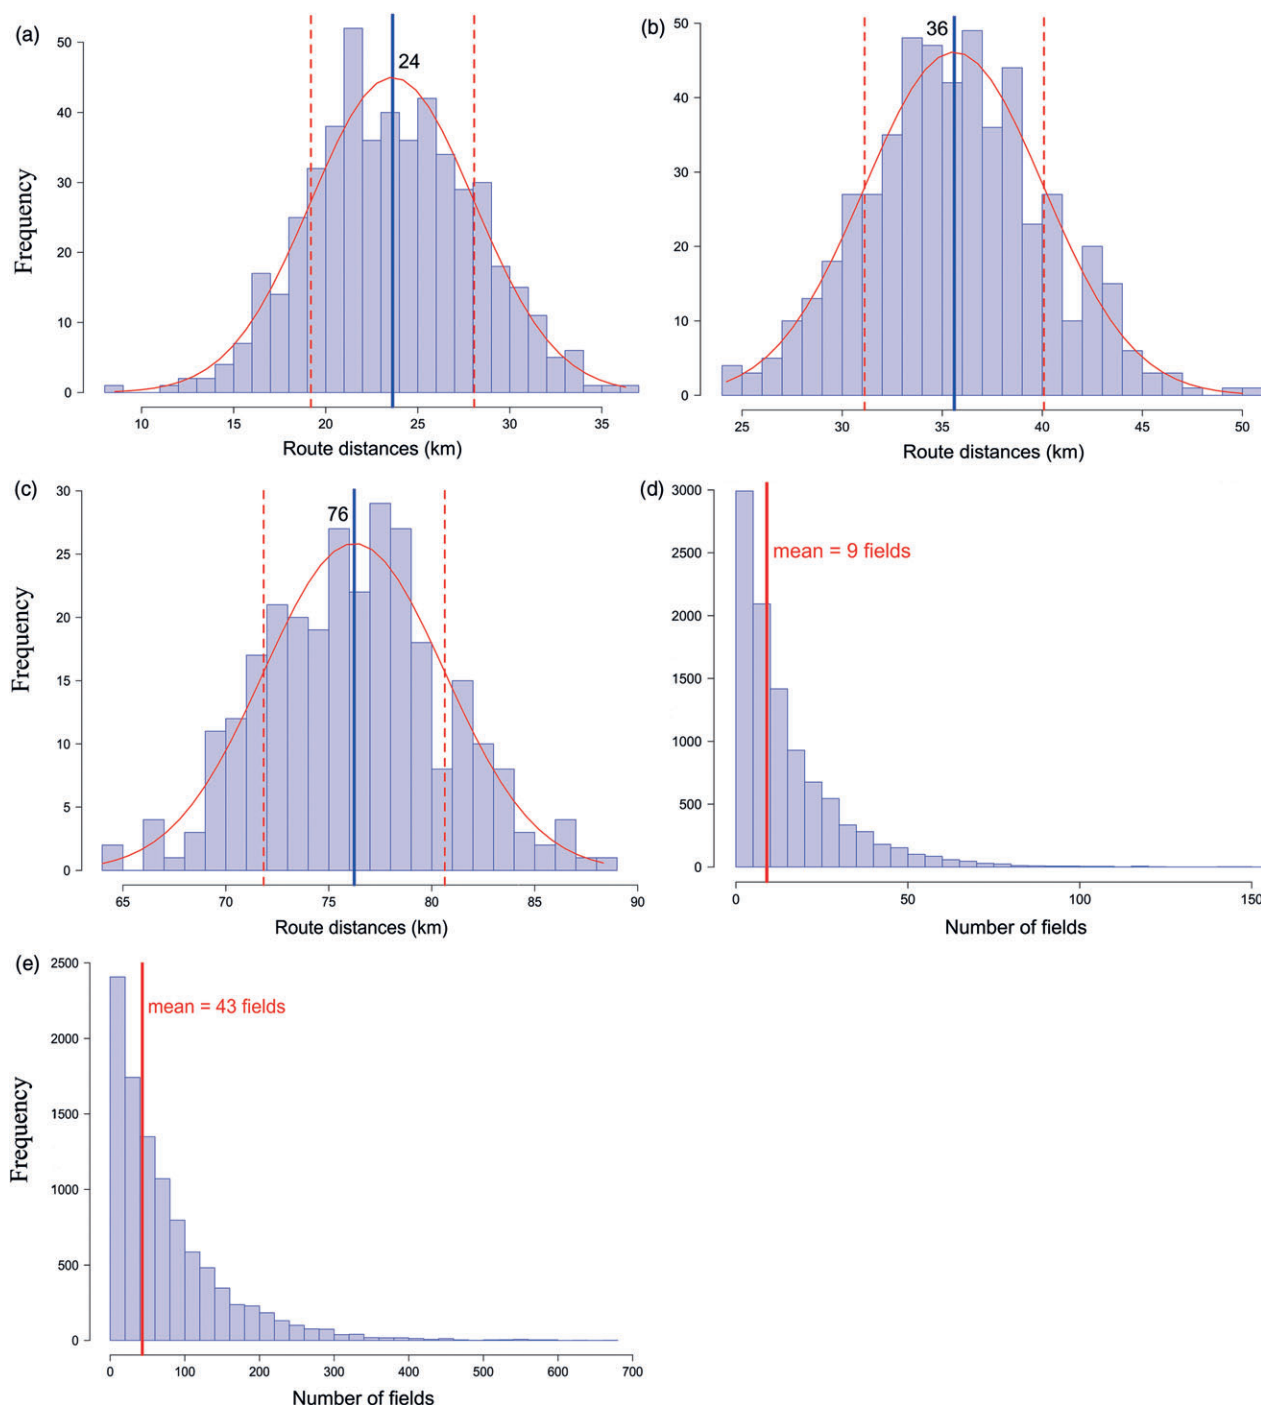 (a)
24
50
40
30
20
10
0
Frequency
10 15 20 25 30 35
Route distances (km)
(b)
36
50
40
30
20
10
0
25 30 35 40 45 50
Route distances (km)
(c)
76
30
25
20
15
10
5
0
Frequency
65 70 75 80 85 90
Route distances (km)
(d)
3000
2500
2000
1500
1000
500
0
mean = 9 fields
0 50 100 150
Number of fields
(e)
2500
2000
1500
1000
500
0
mean = 43 fields
Frequency
0 100 200 300 400 500 600 700
Number of fields